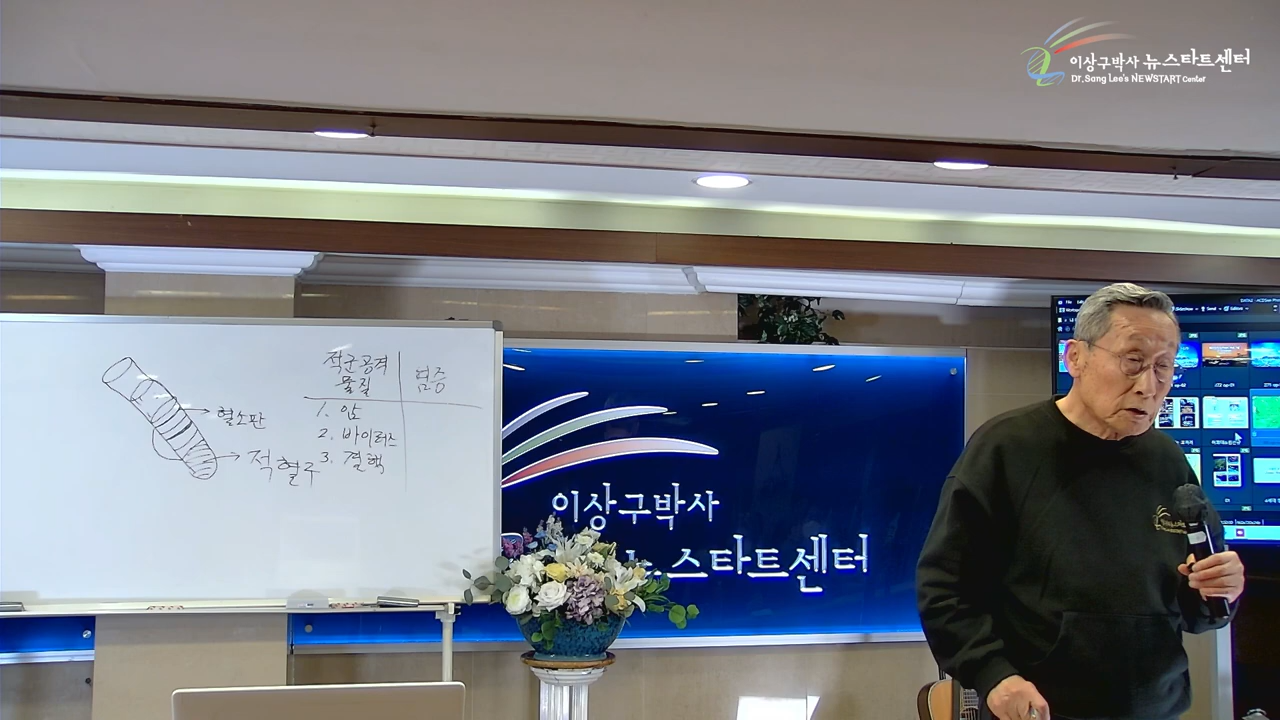 이상구박사 뉴스타트센터
Dr. Sang Lee's NEWSTART Center
적군공격
물질
범증
1. 암
2. 바이러스
3. 결핵
혈소판
적혈구
이상구박사
뉴스타트센터